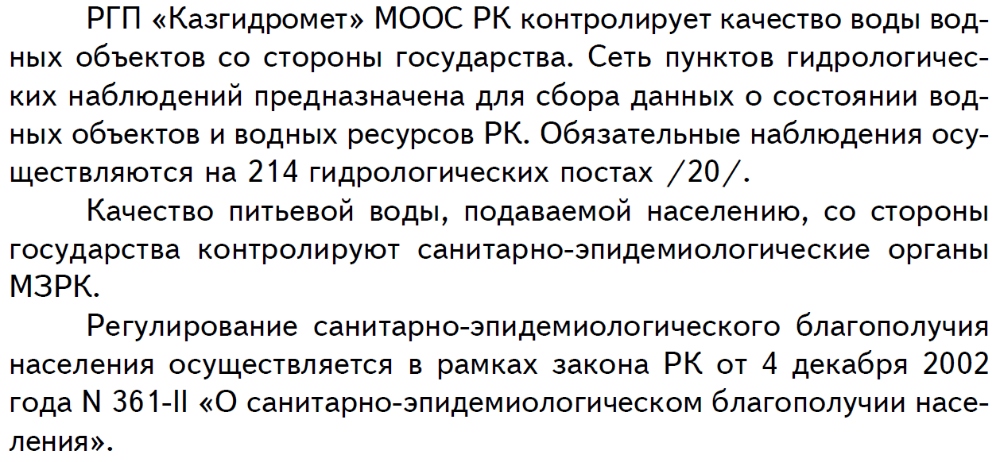 РГП «Казгидромет» МООС РК контролирует качество воды вод-
ных объектов со стороны государства. Сеть пунктов гидрологичес-
ких наблюдений предназначена для сбора данных о состоянии вод-
ных объектов и водных ресурсов РК. Обязательные наблюдения осу-
ществляются на 214 гидрологических постах /20/.
Качество питьевой воды, подаваемой населению, со стороны
государства контролируют санитарно-эпидемиологические органы
МЗРК.
Регулирование санитарно-эпидемиологического благополучия
населения осуществляется в рамках закона РК от 4 декабря 2002
года N 361-II «О санитарно-эпидемиологическом благополучии насе-
ления».